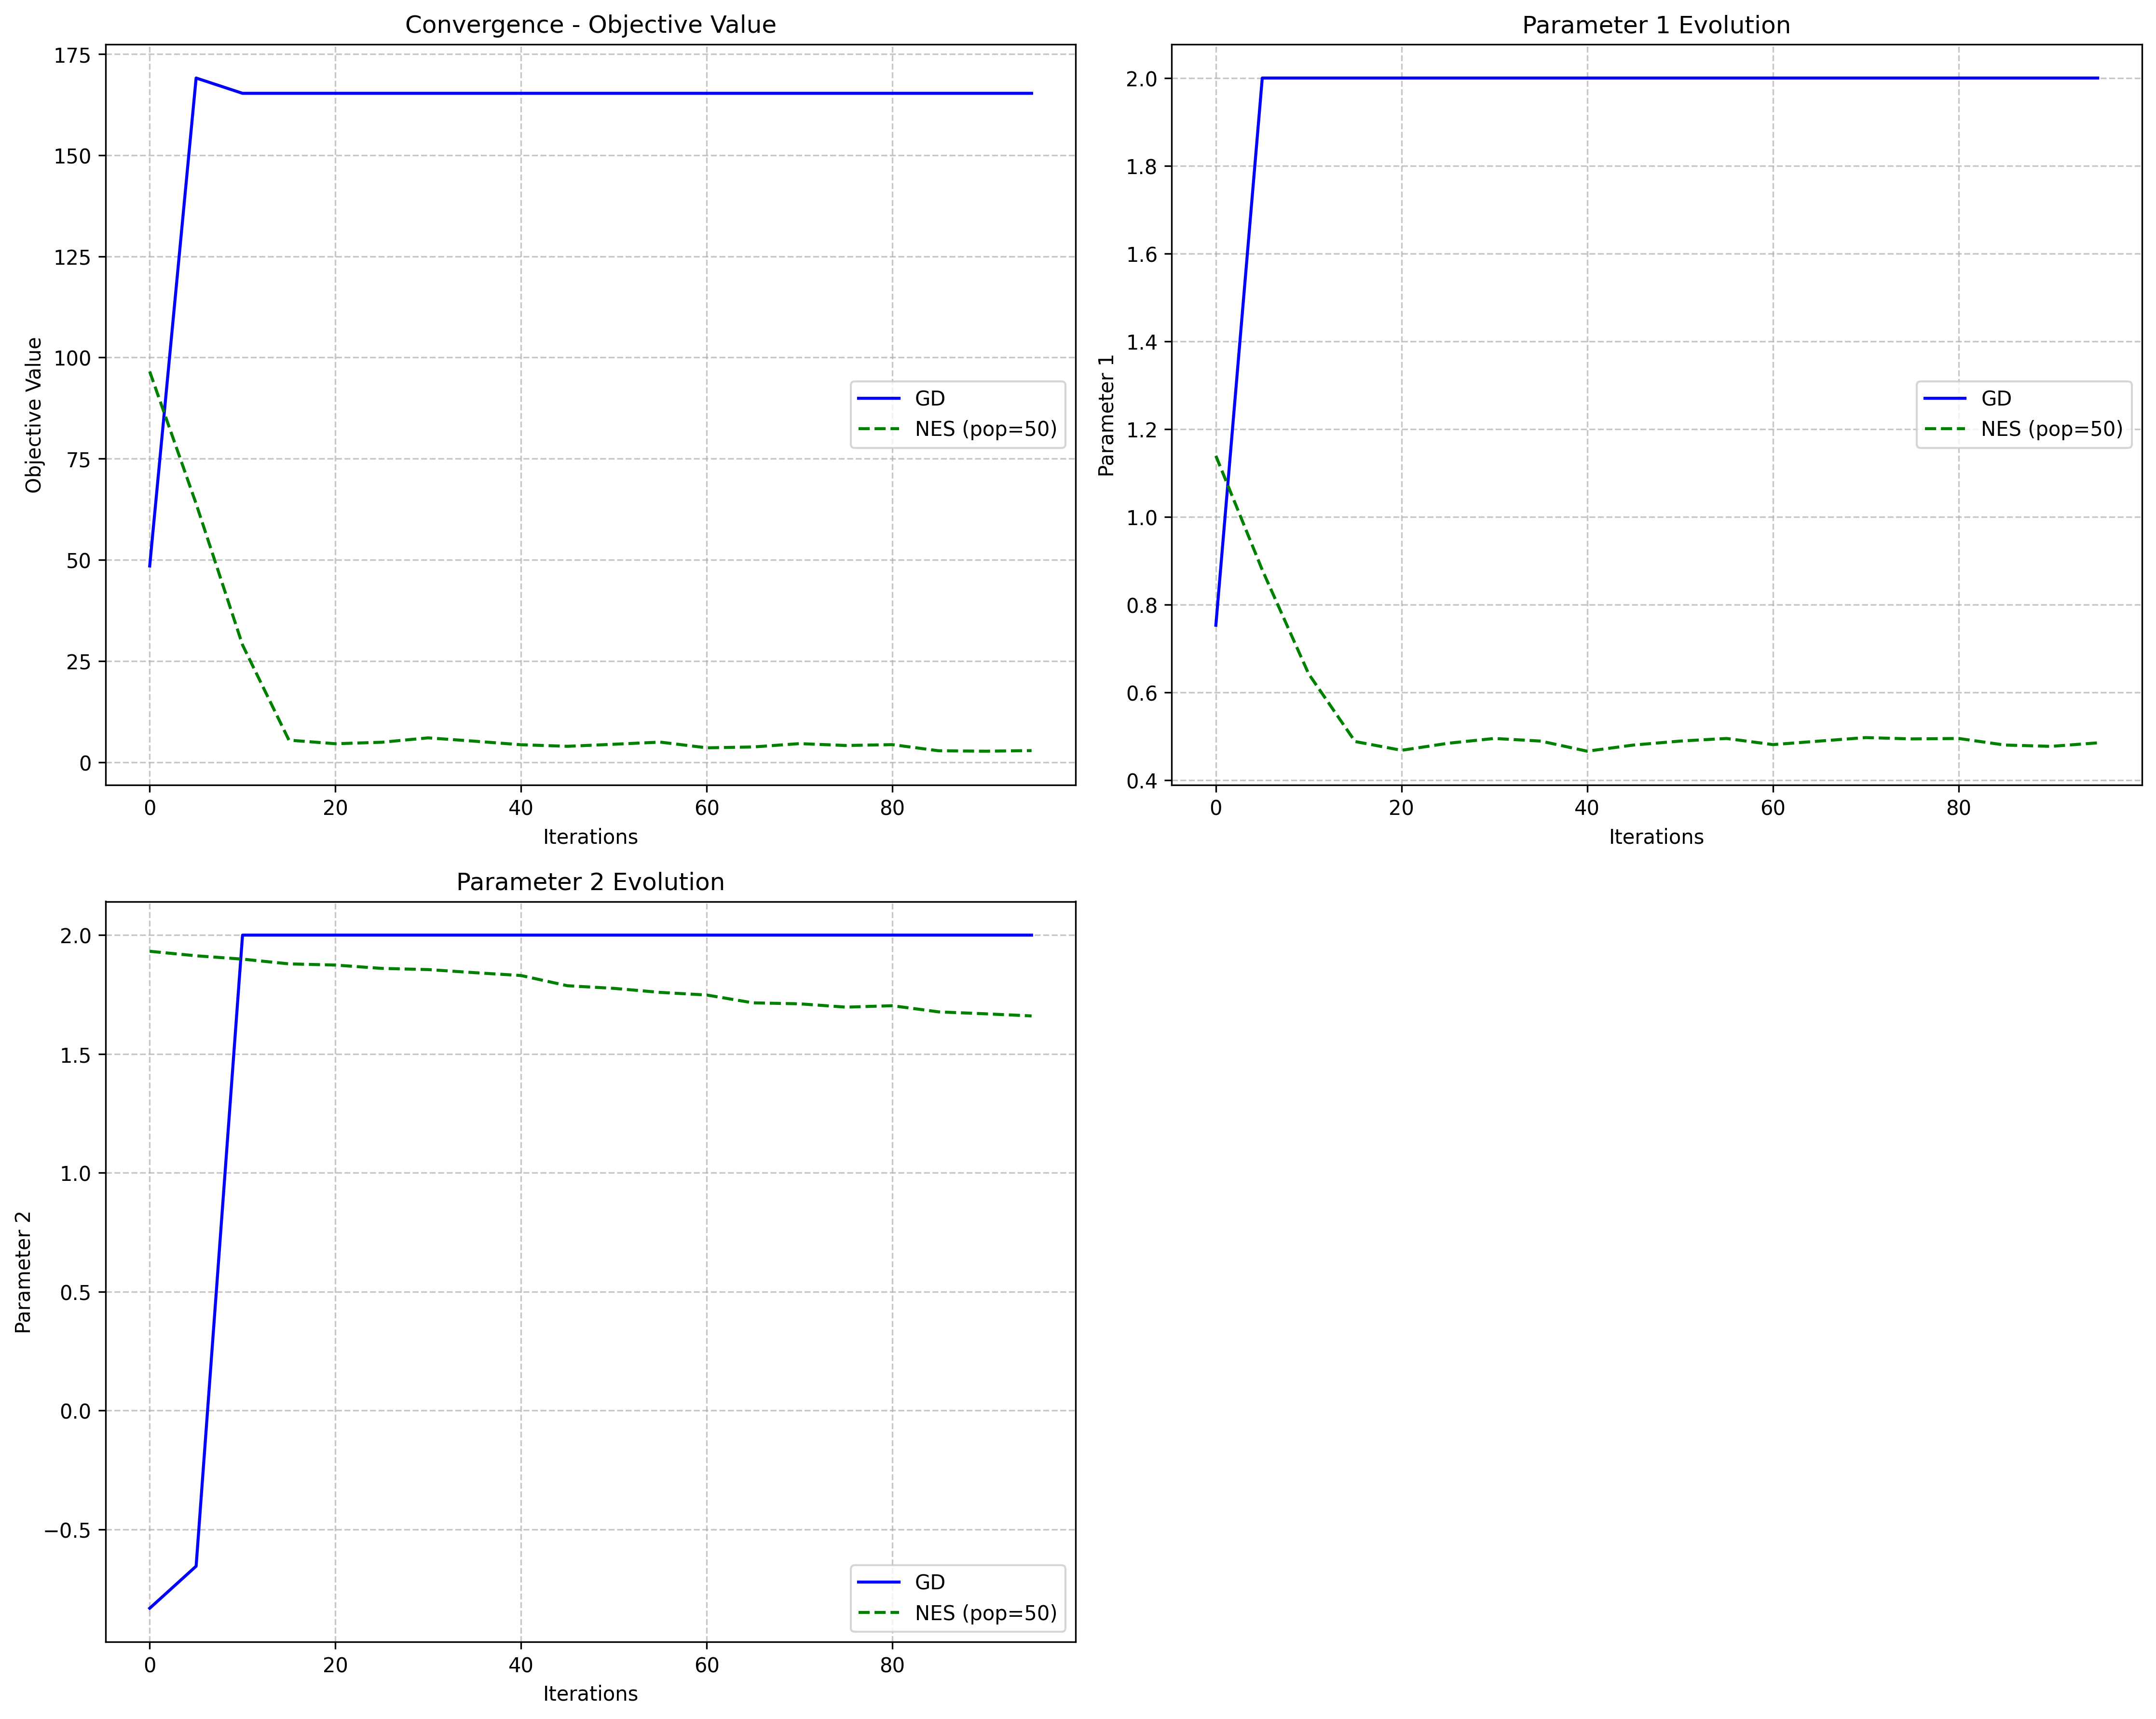 Convergence - Objective Value
175
150
125
100
75
50
25
0
Objective Value
0 20 40 60 80
Iterations
GD
NES (pop=50)
Parameter 1 Evolution
2.0
1.8
1.6
1.4
1.2
1.0
0.8
0.6
0.4
Parameter 1
0 20 40 60 80
Iterations
GD
NES (pop=50)
Parameter 2 Evolution
2.0
1.5
1.0
0.5
0.0
−0.5
Parameter 2
0 20 40 60 80
Iterations
GD
NES (pop=50)